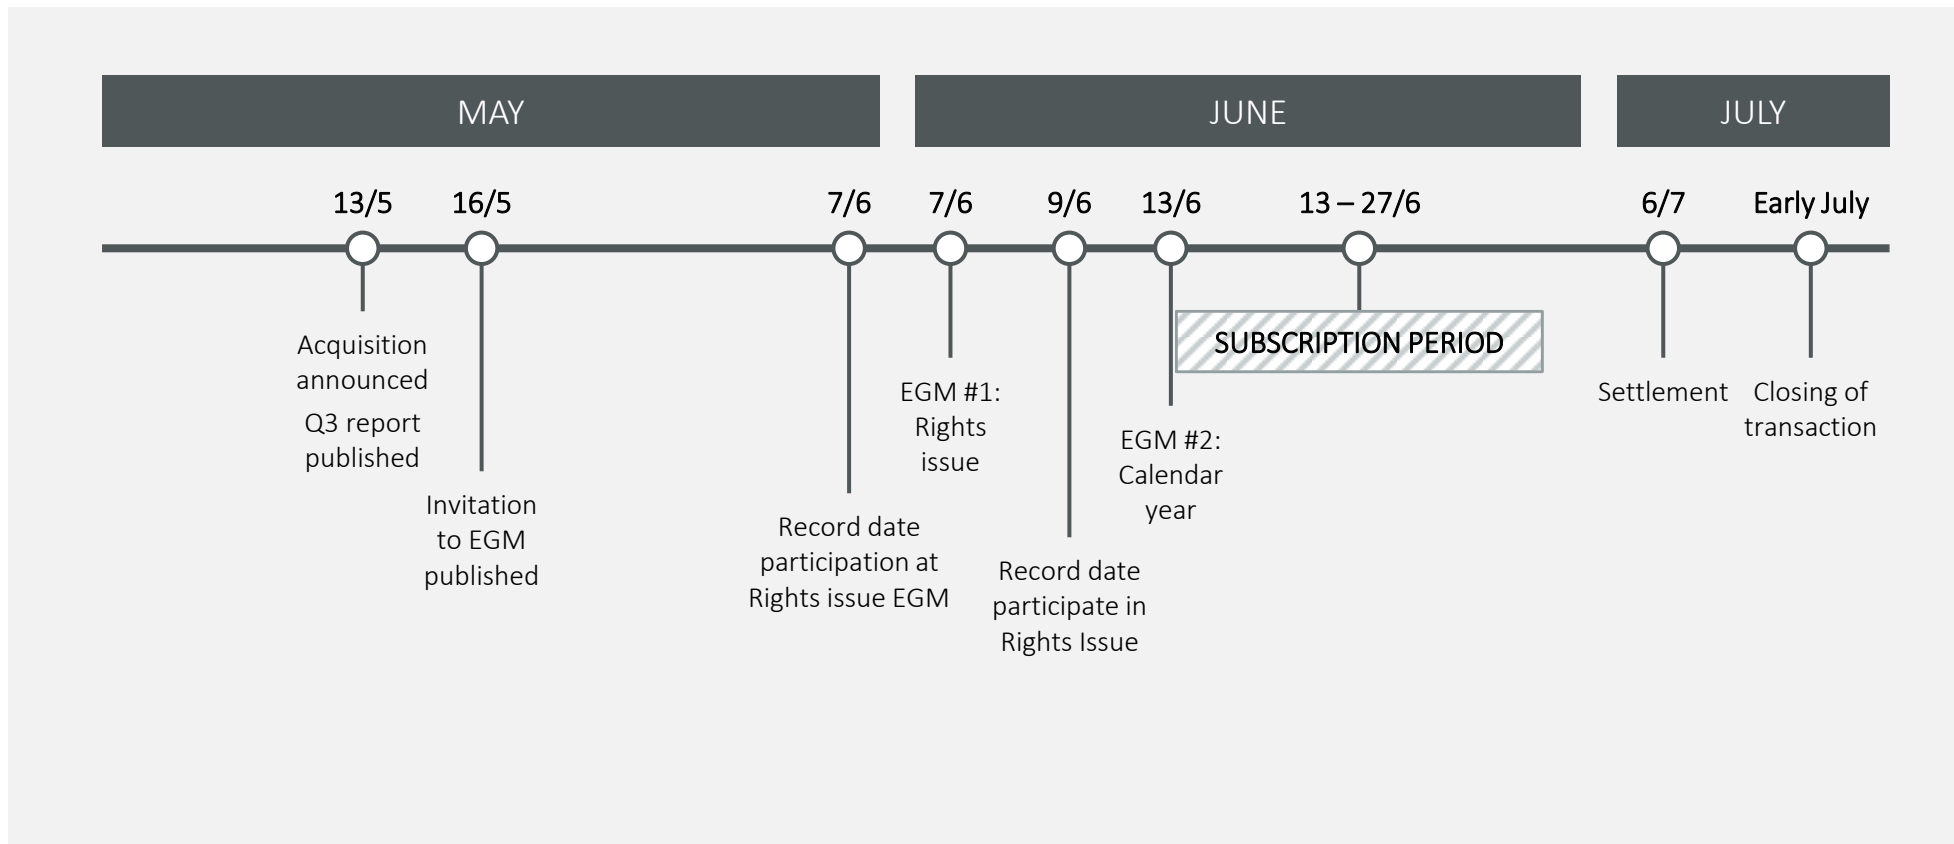 MAY
JUNE
JULY
13/5
16/5
7/6
7/6
9/6
13/6
13 – 27/6
6/7
Early July
Acquisition
announced
Q3 report
published
Invitation
to EGM
published
Record date
participation at
Rights issue EGM
EGM #1:
Rights
issue
Record date
participate in
Rights Issue
EGM #2:
Calendar
year
SUBSCRIPTION PERIOD
Settlement
Closing of
transaction